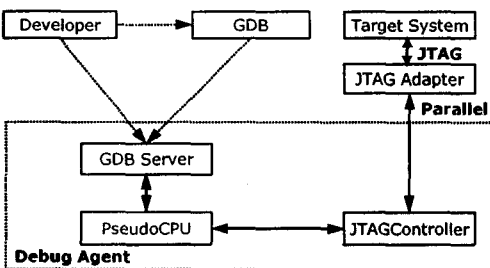 Developer
GDB
Target System
JTAG
JTAG Adapter
Parallel
GDB Server
PseudoCPU
JTAGController
Debug Agent